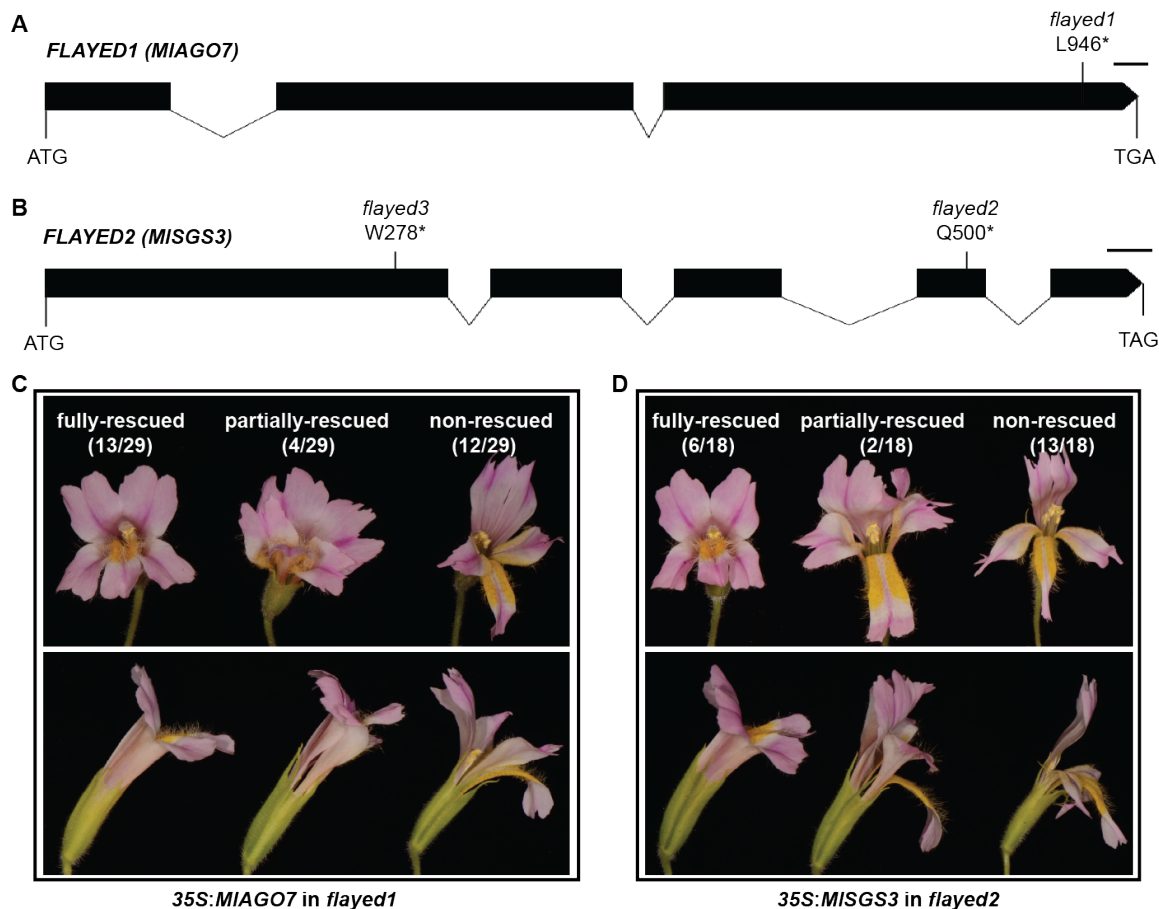 A
FLAYED1 (MIAGO7)
flayed1
L946*
ATG
TGA
B
FLAYED2 (MISGS3)
flayed3
W278*
flayed2
Q500*
ATG
TAG
C
fully-rescued
(13/29)
partially-rescued
(4/29)
non-rescued
(12/29)
35S:MIAGO7 in flayed1
D
fully-rescued
(6/18)
partially-rescued
(2/18)
non-rescued
(13/18)
35S:MISGS3 in flayed2